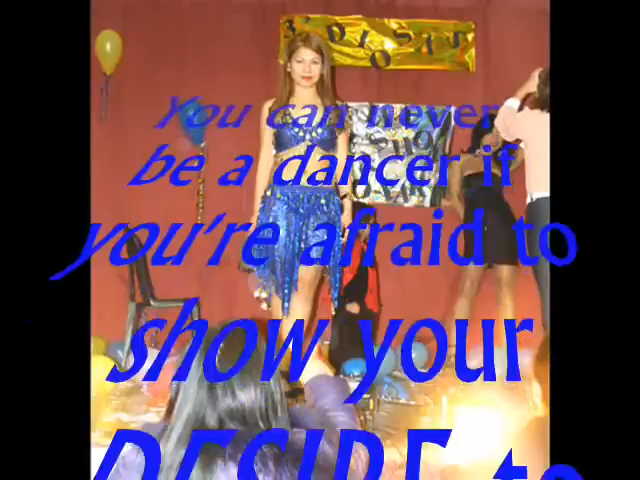 You can never
be a dancer if
you're afraid to
show your
DESIRE to